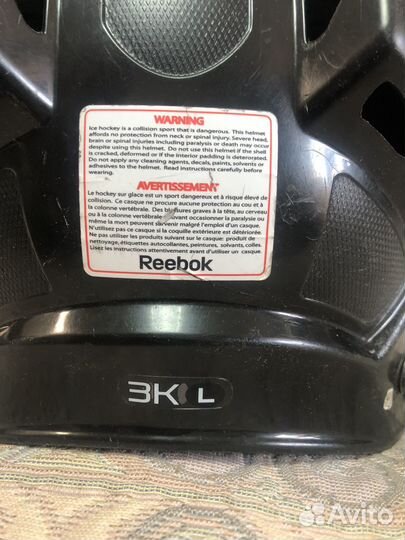 WARNING
Ice hockey is a collision sport that is dangerous. This helmet
affords no protection from neck or spinal injury. Severe head,
brain or spinal injuries including paralysis or death may occur
despite using this helmet. Do not use this helmet if the shell
is cracked, deformed or if the interior padding is deteriorated.
Do not apply any cleaning agents, decals, paints, solvents or
adhesives to the helmet. Read instructions carefully before
wearing.
AVERTISSEMENT
Le hockey sur glace est un sport dangereux et à risque élevé de
collision. Ce casque ne procure aucune protection au cou et à
la colonne vertébrale. Des blessures graves à la tête, au cerveau
ou à la colonne vertébrale peuvent occasionner la paralysie ou
même la mort peuvent survenir malgré l'emploi d'un casque.
N'utilisez pas ce casque si la coquille extérieure est détériorée.
Ne pas utiliser les produits suivant sur le casque: produit de
nettoyage, étiquettes autocollantes, peintures, solvants, colles.
Lisez les instructions attentivement avant d'utiliser un casque.
Reebok
3K L
Avito